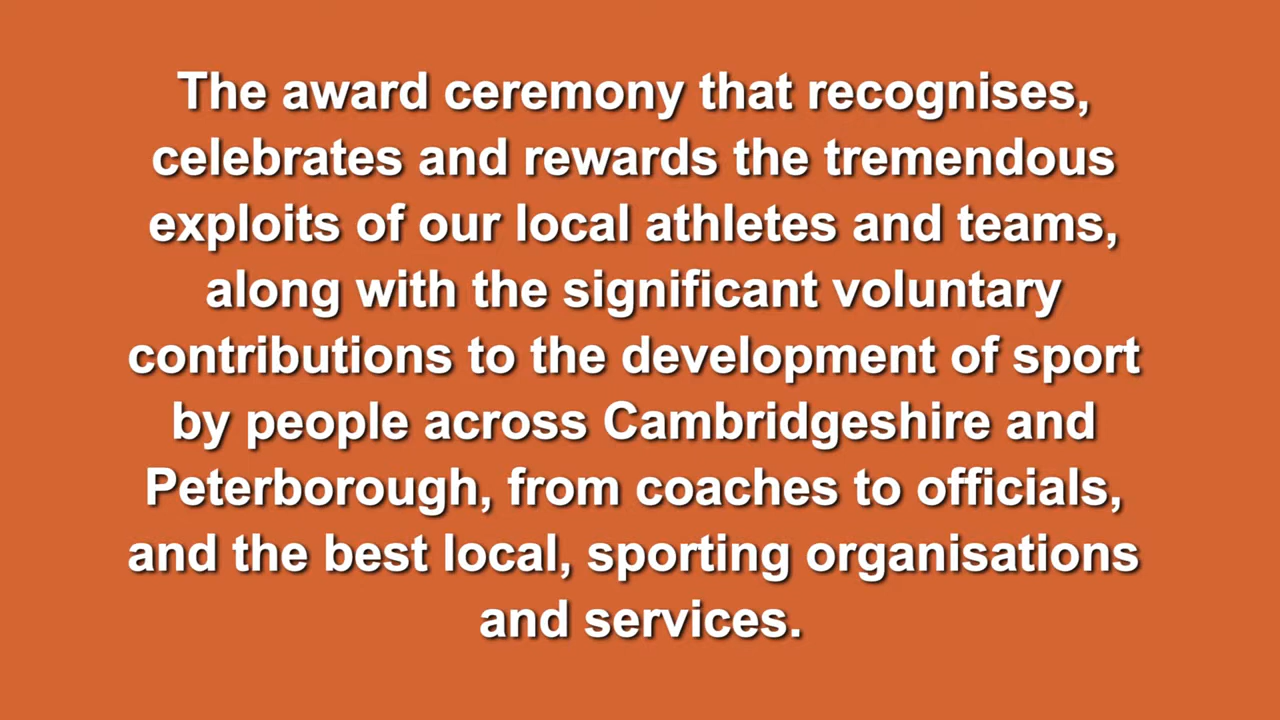 The award ceremony that recognises,
celebrates and rewards the tremendous
exploits of our local athletes and teams,
along with the significant voluntary
contributions to the development of sport
by people across Cambridgeshire and
Peterborough, from coaches to officials,
and the best local, sporting organisations
and services.